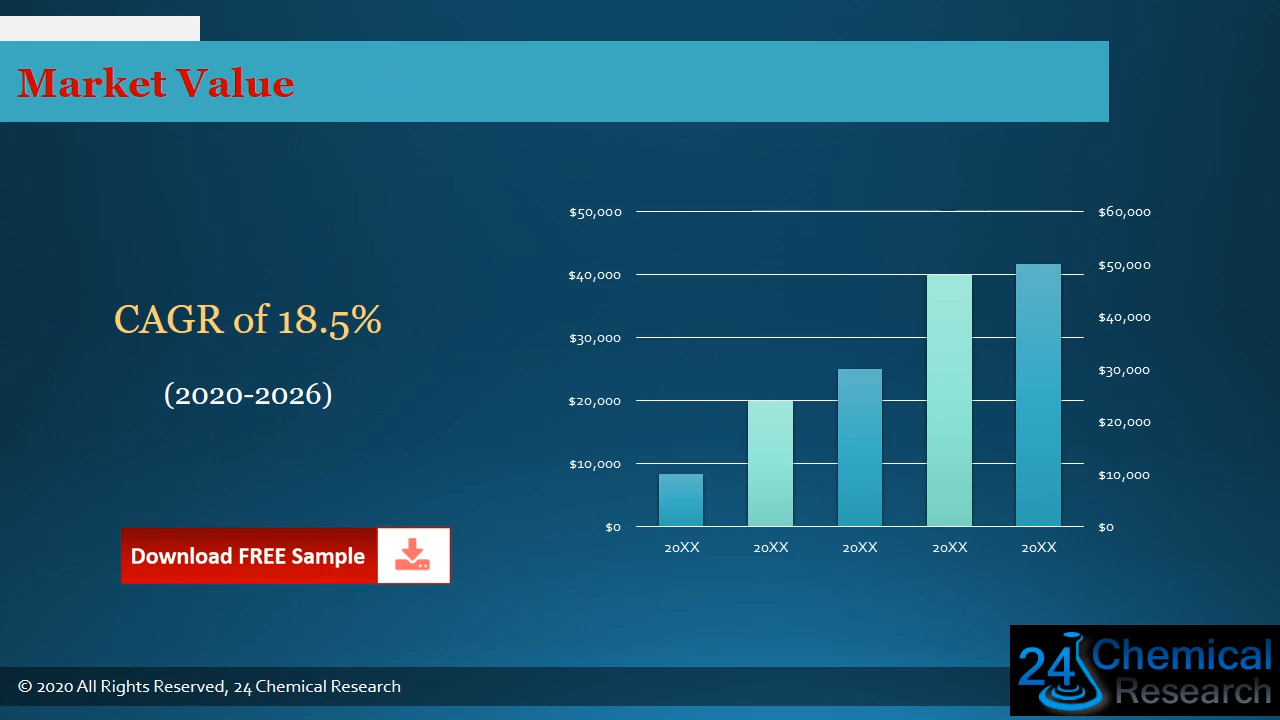 Market Value
CAGR of 18.5%
(2020-2026)
Download FREE Sample
$50,000
$40,000
$30,000
$20,000
$10,000
$0
$60,000
$50,000
$40,000
$30,000
$20,000
$10,000
$0
20XX 20XX 20XX 20XX 20XX
© 2020 All Rights Reserved, 24 Chemical Research
24 Chemical
Research